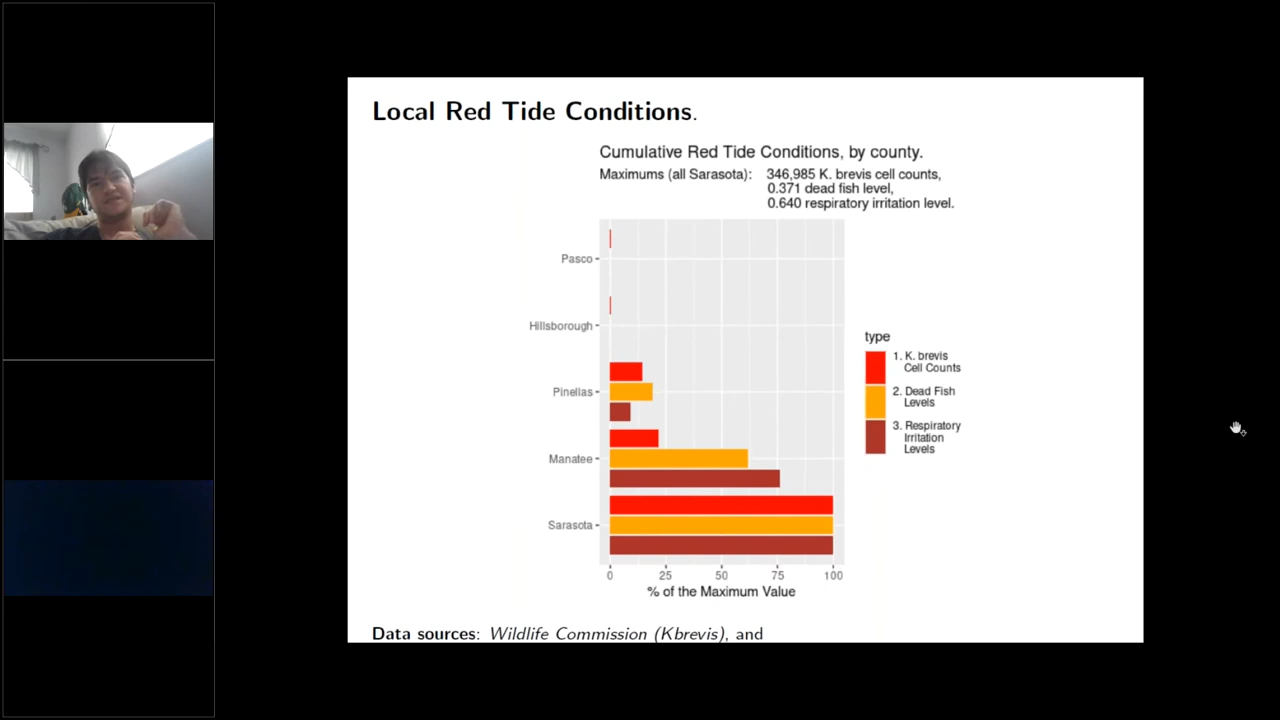 Local Red Tide Conditions.
Cumulative Red Tide Conditions, by county.
Maximums (all Sarasota): 346,985 K. brevis cell counts,
0.371 dead fish level,
0.640 respiratory irritation level.
Pasco
Hillsborough
Pinellas
Manatee
Sarasota
0 25 50 75 100
% of the Maximum Value
type
1. K. brevis
Cell Counts
2. Dead Fish
Levels
3. Respiratory
Irritation
Levels
Data sources: Wildlife Commission (Kbrevis), and